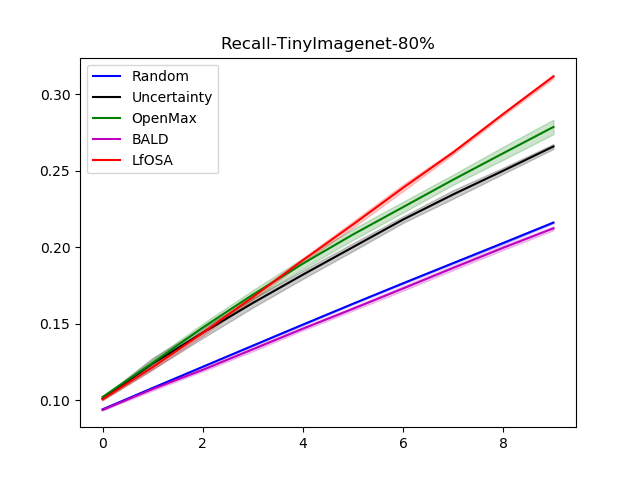 Recall-TinyImagenet-80%
Random
Uncertainty
OpenMax
BALD
LfOSA
0.30
0.25
0.20
0.15
0.10
0 2 4 6 8